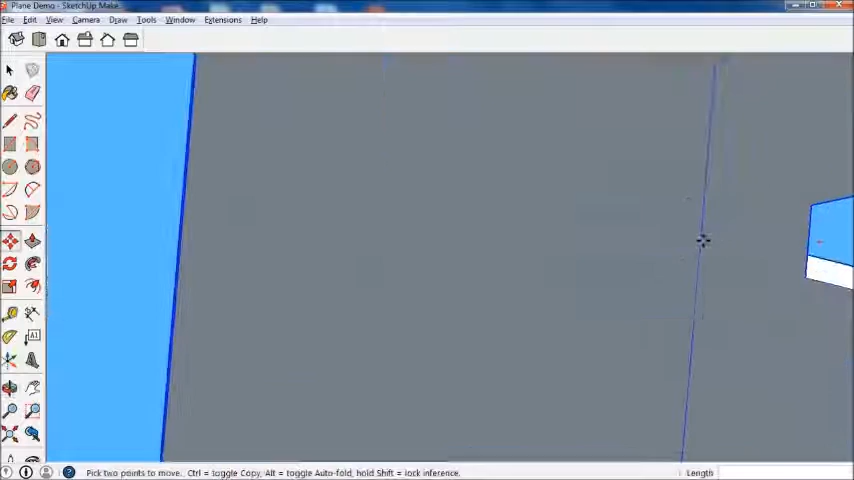 Plane Demo - SketchUp Make
File Edit View Camera Draw Tools Window Extensions Help
A1
Pick two points to move. Ctrl = toggle Copy, Alt = toggle Auto-fold, hold Shift = lock inference.
Length